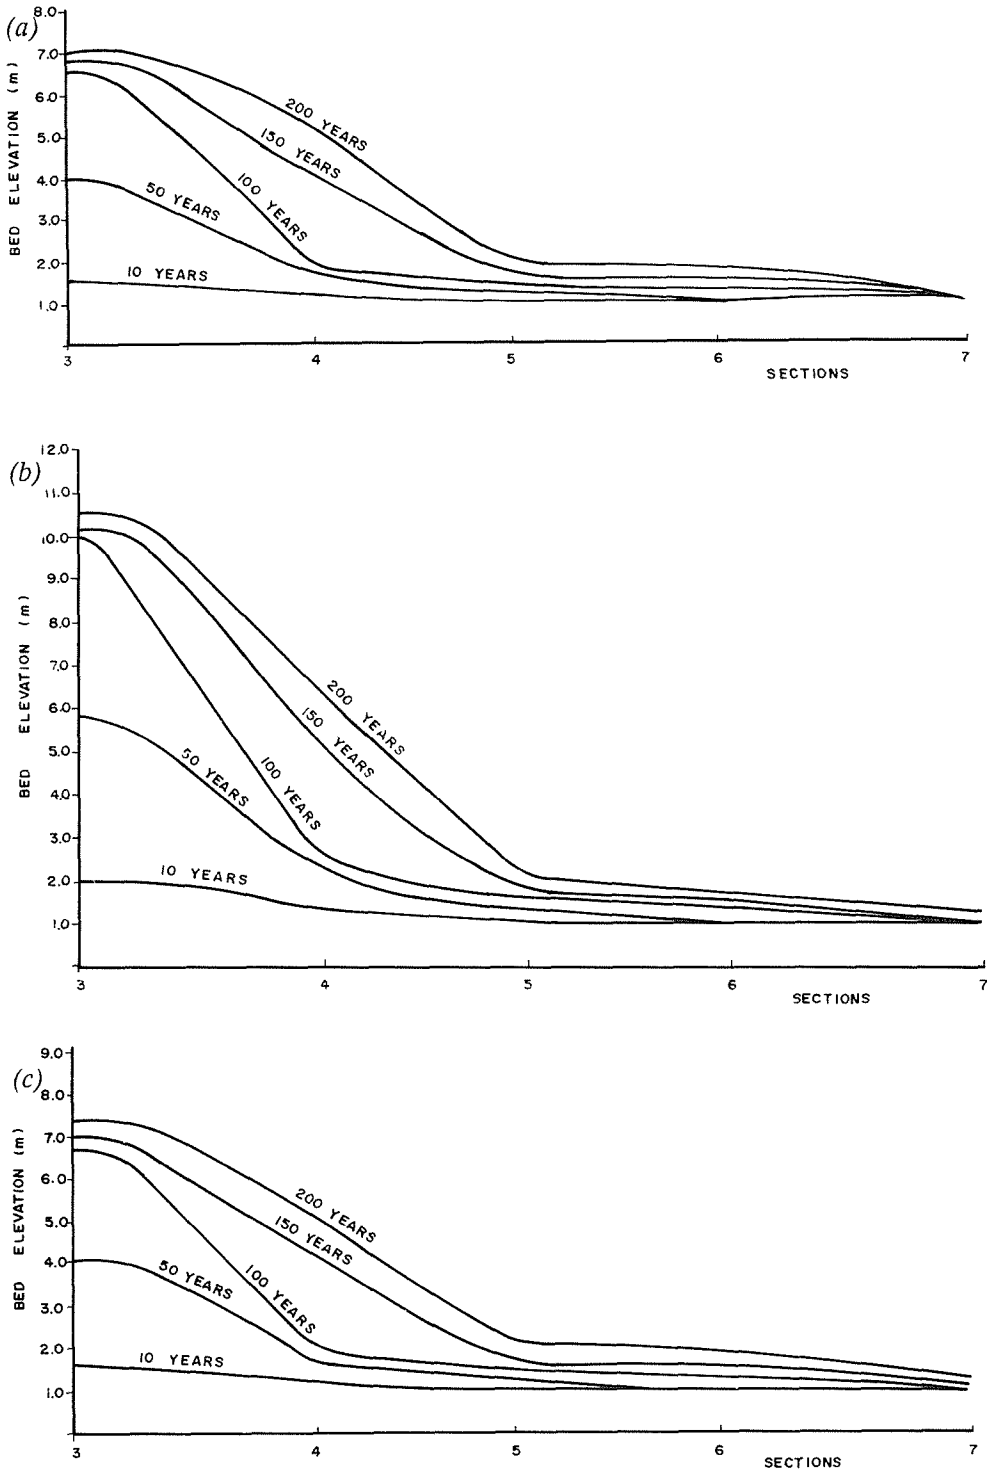 (a)
8.0
7.0
6.0
5.0
4.0
3.0
2.0
1.0
BED ELEVATION (m)
200 YEARS
150 YEARS
100 YEARS
50 YEARS
10 YEARS
3 4 5 6 7
SECTIONS
(b)
12.0
11.0
10.0
9.0
8.0
7.0
6.0
5.0
4.0
3.0
2.0
1.0
BED ELEVATION (m)
200 YEARS
150 YEARS
100 YEARS
50 YEARS
10 YEARS
3 4 5 6 7
SECTIONS
(c)
9.0
8.0
7.0
6.0
5.0
4.0
3.0
2.0
1.0
BED ELEVATION (m)
200 YEARS
150 YEARS
100 YEARS
50 YEARS
10 YEARS
3 4 5 6 7
SECTIONS